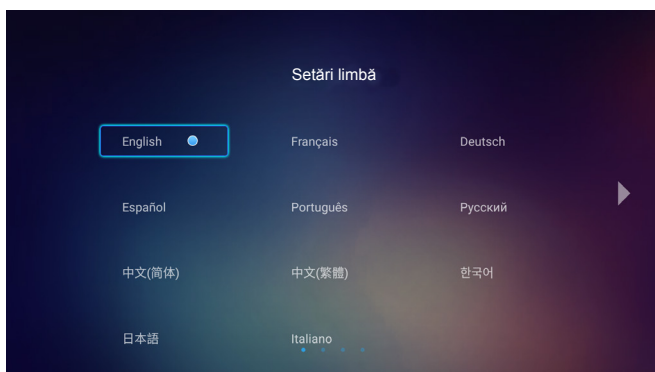 Setări limbă
English
Français
Deutsch
Español
Português
Русский
中文(简体)
中文(繁體)
한국어
日本語
Italiano